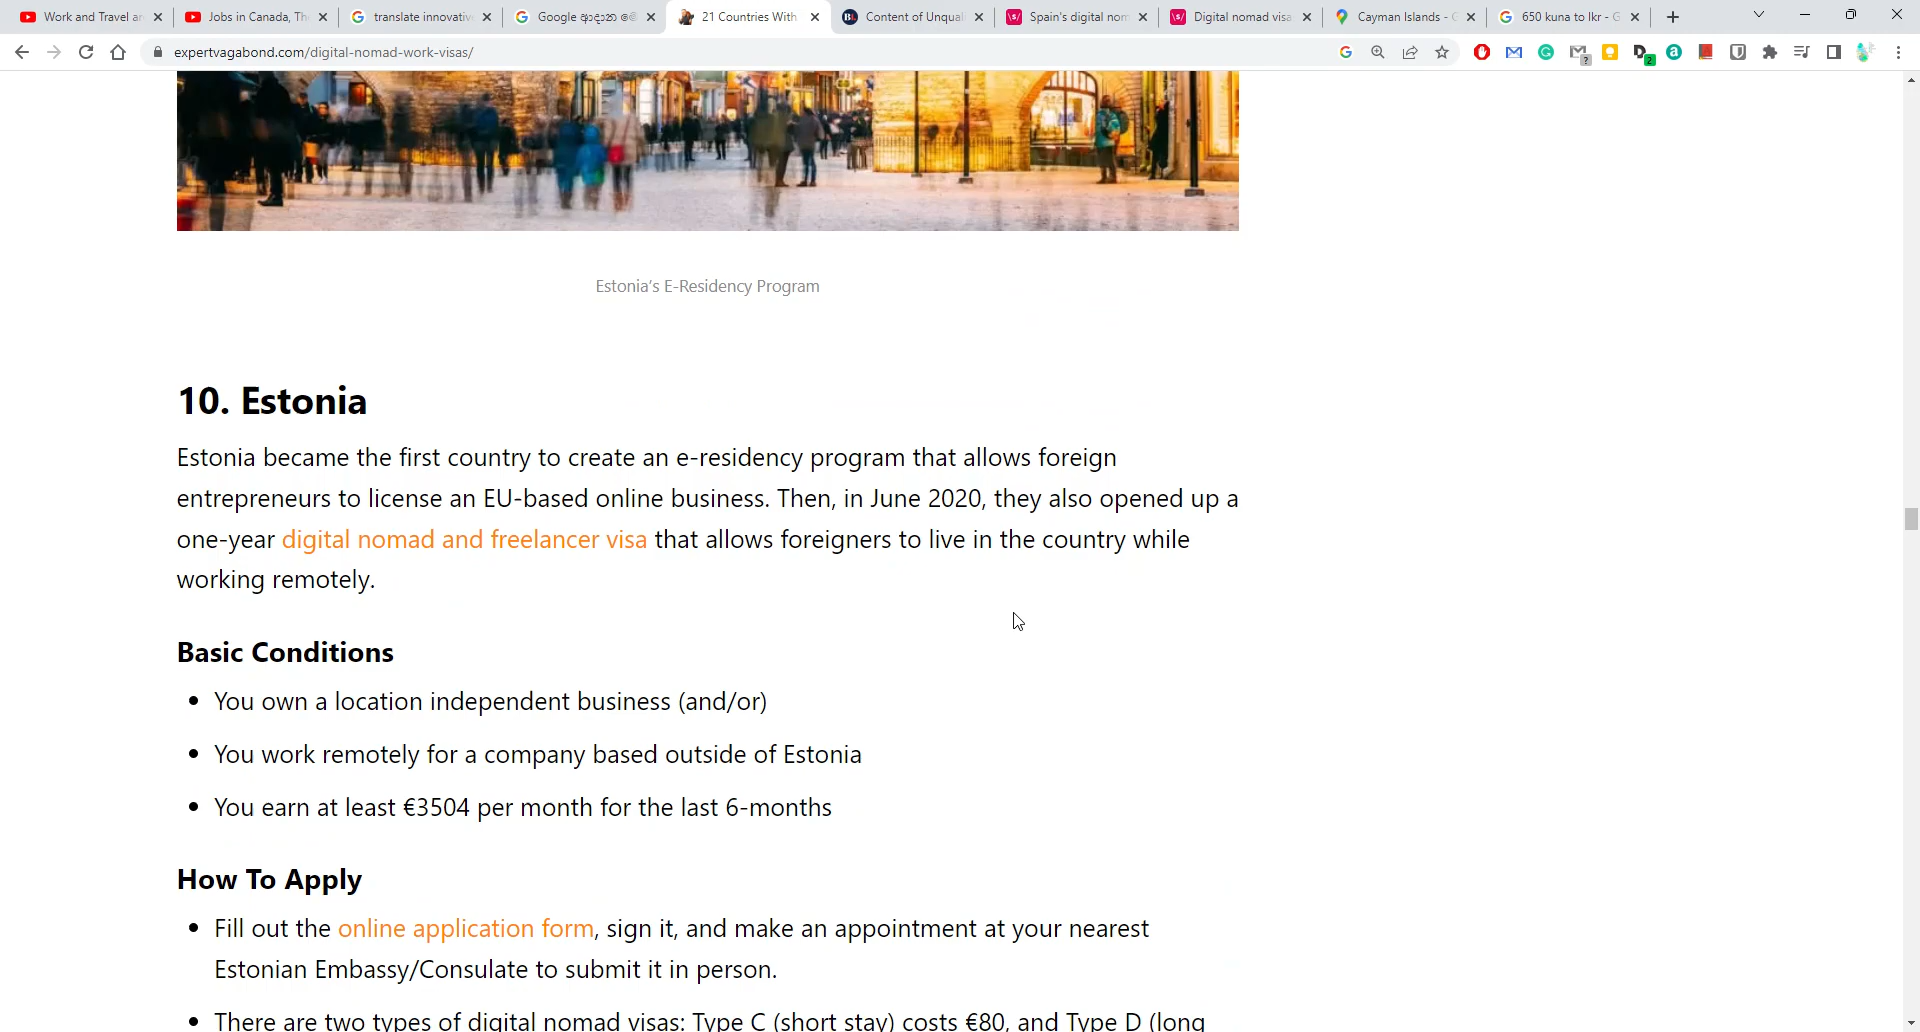 Work and Travel ar
Jobs in Canada, Th
translate innovativ
Google
21 Countries With
Content of Unqual
Spain's digital nom
Digital nomad visa
Cayman Islands - G
650 kuna to lkr - G
expertvagabond.com/digital-nomad-work-visas/
Estonia's E-Residency Program
10. Estonia
Estonia became the first country to create an e-residency program that allows foreign
entrepreneurs to license an EU-based online business. Then, in June 2020, they also opened up a
one-year digital nomad and freelancer visa that allows foreigners to live in the country while
working remotely.
Basic Conditions
• You own a location independent business (and/or)
• You work remotely for a company based outside of Estonia
• You earn at least €3504 per month for the last 6-months
How To Apply
• Fill out the online application form, sign it, and make an appointment at your nearest
Estonian Embassy/Consulate to submit it in person.
• There are two types of digital nomad visas: Type C (short stay) costs €80, and Type D (long